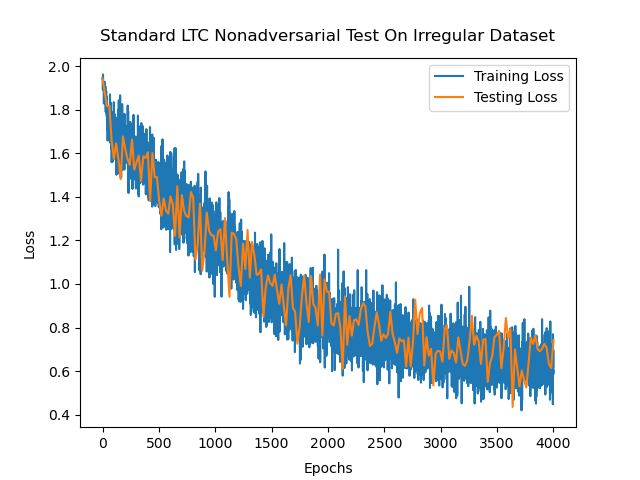 Standard LTC Nonadversarial Test On Irregular Dataset
Training Loss
Testing Loss
Loss
2.0
1.8
1.6
1.4
1.2
1.0
0.8
0.6
0.4
0 500 1000 1500 2000 2500 3000 3500 4000
Epochs